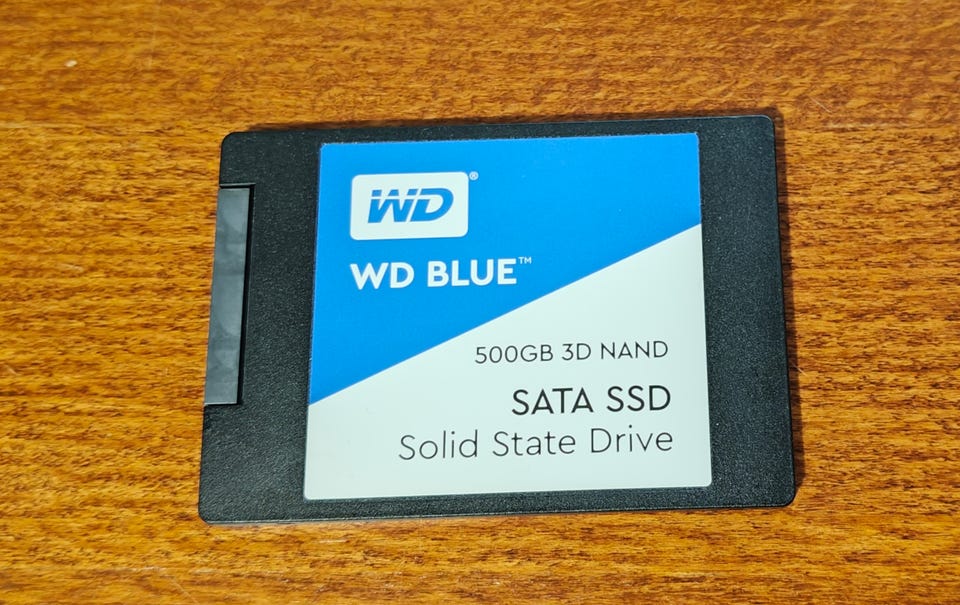 WD®
WD BLUE™
500GB 3D NAND
SATA SSD
Solid State Drive